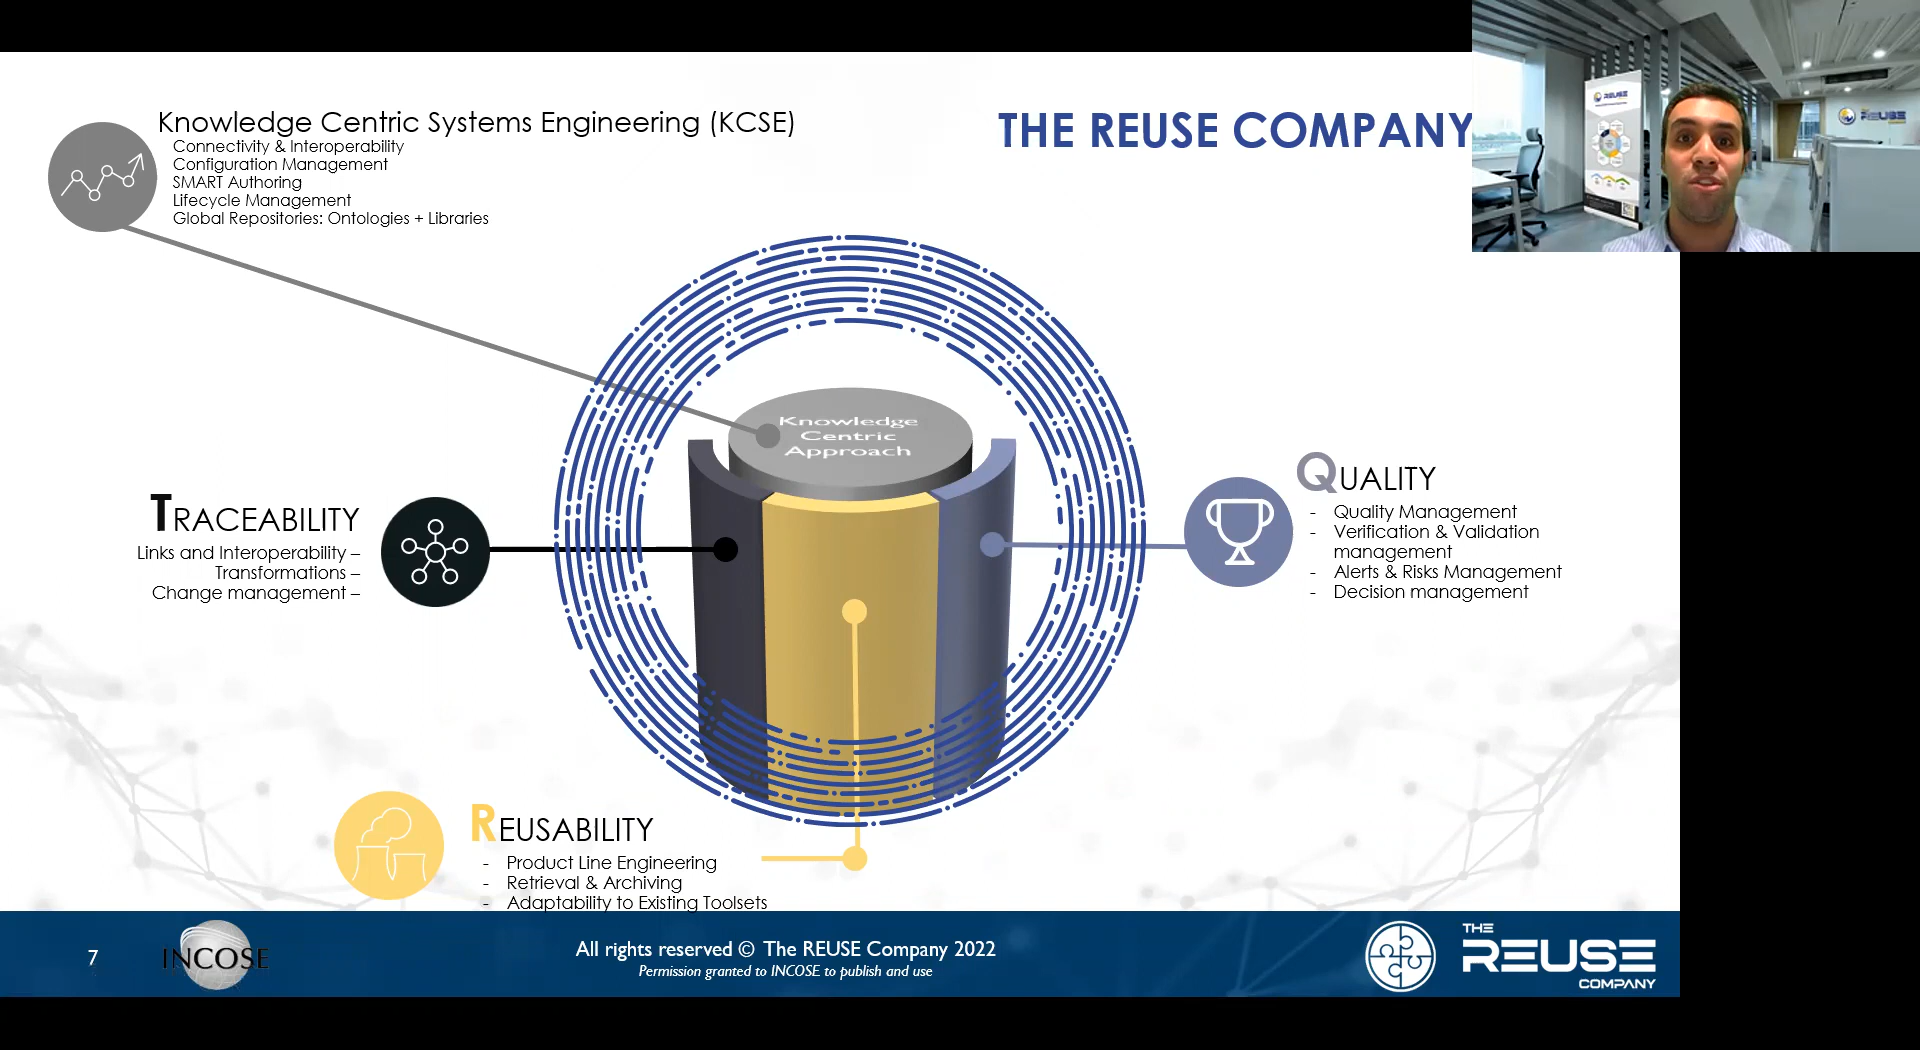 Knowledge Centric Systems Engineering (KCSE)
Connectivity & Interoperability
Configuration Management
SMART Authoring
Lifecycle Management
Global Repositories: Ontologies + Libraries
THE REUSE COMPANY
REUSE
REUSE
Knowledge
Centric
Approach
TRACEABILITY
Links and Interoperability –
Transformations –
Change management –
QUALITY
- Quality Management
- Verification & Validation
management
- Alerts & Risks Management
- Decision management
REUSABILITY
- Product Line Engineering
- Retrieval & Archiving
- Adaptability to Existing Toolsets
7
INCOSE
All rights reserved © The REUSE Company 2022
Permission granted to INCOSE to publish and use
THE
REUSE
COMPANY